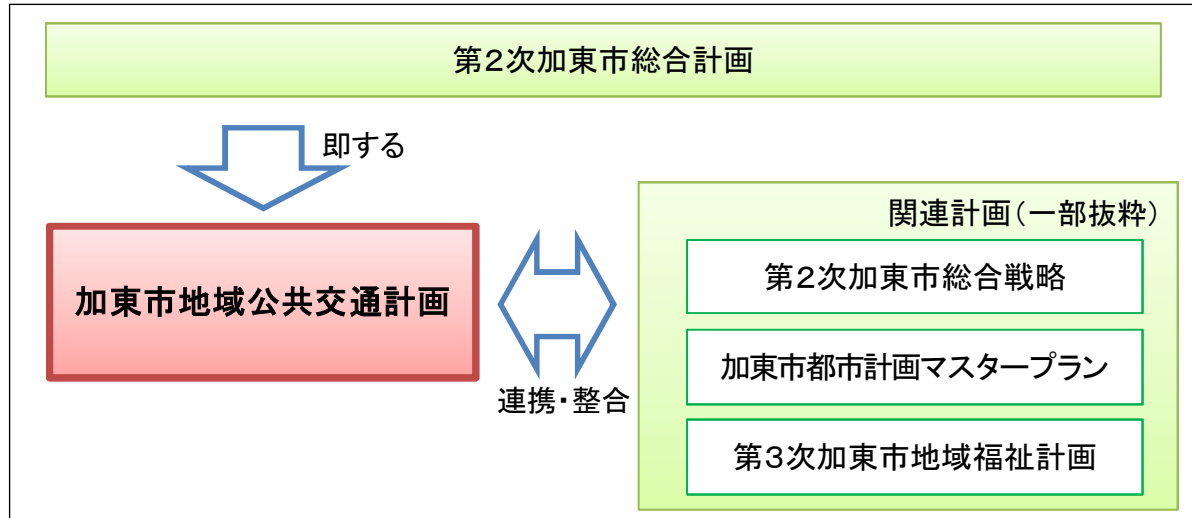 第２次加東市総合計画
即する
加東市地域公共交通計画
連携・整合
関連計画（一部抜粋）
第２次加東市総合戦略
加東市都市計画マスタープラン
第３次加東市地域福祉計画